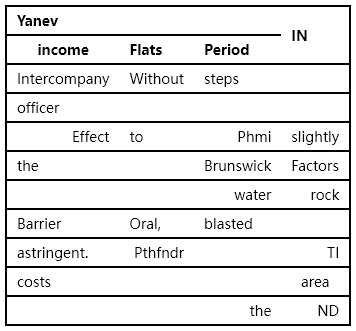 Yanev IN
income Flats Period
Intercompany Without steps
officer
Effect to Phmi slightly
the Brunswick Factors
water rock
Barrier Oral, blasted
astringent. Pthfndr TI
costs area
the ND